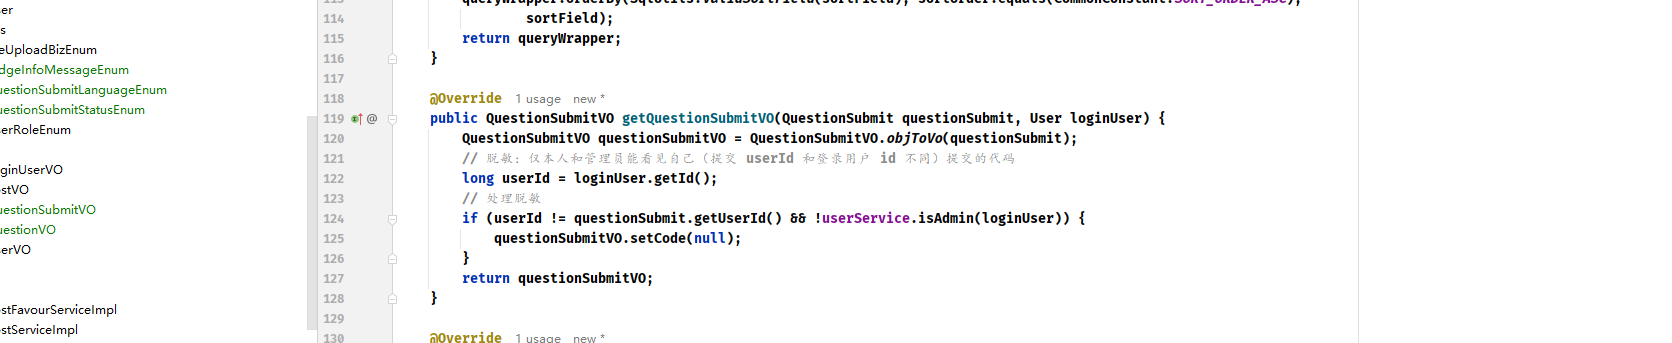 ser
s
eUploadBizEnum
dgeInfoMessageEnum
uestionSubmitLanguageEnum
uestionSubmitStatusEnum
serRoleEnum
ginUserVO
stVO
uestionSubmitVO
uestionVO
serVO
stFavourServiceImpl
stServiceImpl
114 sortField);
115 return queryWrapper;
116 }
117
118 @Override 1 usage new *
119 @ public QuestionSubmitVO getQuestionSubmitVO(QuestionSubmit questionSubmit, User loginUser) {
120 QuestionSubmitVO questionSubmitVO = QuestionSubmitVO.objToVo(questionSubmit);
121 // 脱敏：仅本人和管理员能看见自己（提交 userId 和登录用户 id 不同）提交的代码
122 long userId = loginUser.getId();
123 // 处理脱敏
124 if (userId != questionSubmit.getUserId() && !userService.isAdmin(loginUser)) {
125 questionSubmitVO.setCode(null);
126 }
127 return questionSubmitVO;
128 }
129
130 @Override 1 usage new *